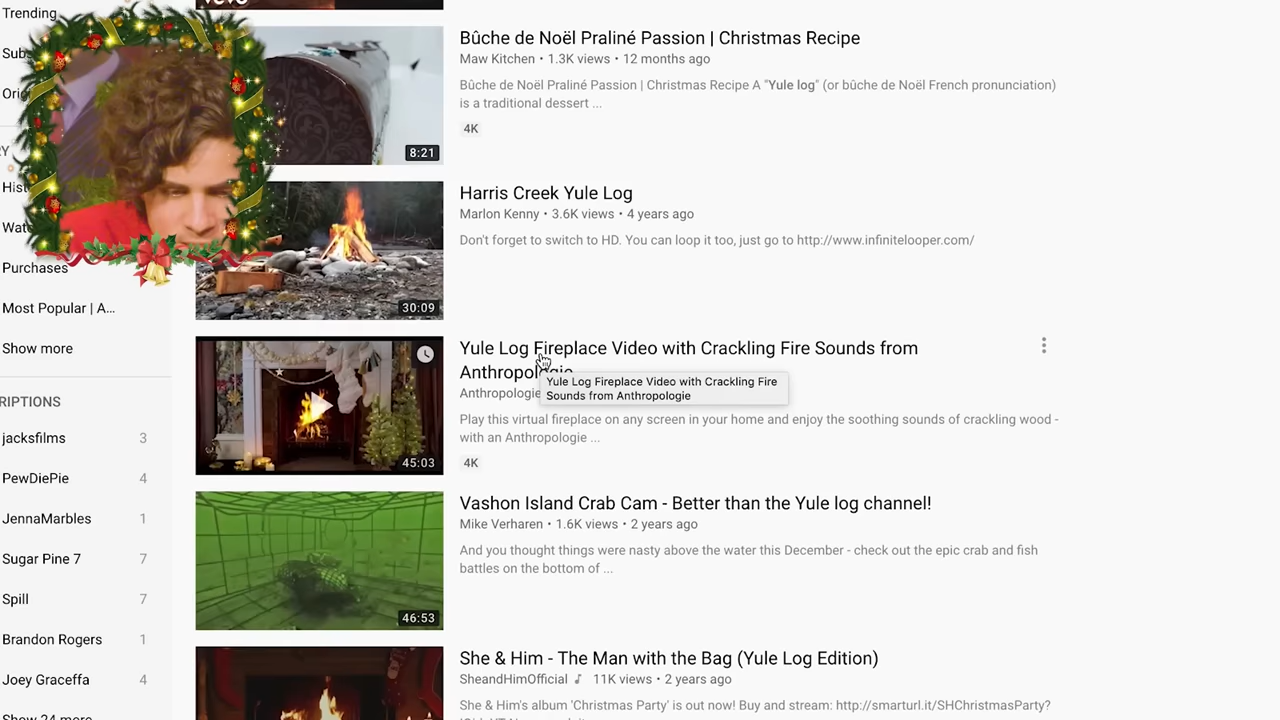 Trending
Sub
Orig
RY
Hist
Watc
Purchases
Most Popular | A...
Show more
RIPTIONS
jacksfilms 3
PewDiePie 4
JennaMarbles 1
Sugar Pine 7 7
Spill 7
Brandon Rogers 1
Joey Graceffa 4
Show 24 more
vevo
Bûche de Noël Praliné Passion | Christmas Recipe
Maw Kitchen • 1.3K views • 12 months ago
Bûche de Noël Praliné Passion | Christmas Recipe A "Yule log" (or bûche de Noël French pronunciation)
is a traditional dessert ...
4K
8:21
Harris Creek Yule Log
Marlon Kenny • 3.6K views • 4 years ago
Don't forget to switch to HD. You can loop it too, just go to http://www.infinitelooper.com/
30:09
Yule Log Fireplace Video with Crackling Fire Sounds from
Anthropologie
Yule Log Fireplace Video with Crackling Fire
Sounds from Anthropologie
Anthropologie
Play this virtual fireplace on any screen in your home and enjoy the soothing sounds of crackling wood -
with an Anthropologie ...
4K
45:03
Vashon Island Crab Cam - Better than the Yule log channel!
Mike Verharen • 1.6K views • 2 years ago
And you thought things were nasty above the water this December - check out the epic crab and fish
battles on the bottom of ...
46:53
She & Him - The Man with the Bag (Yule Log Edition)
SheandHimOfficial 11K views • 2 years ago
She & Him's album 'Christmas Party' is out now! Buy and stream: http://smarturl.it/SHChristmasParty?